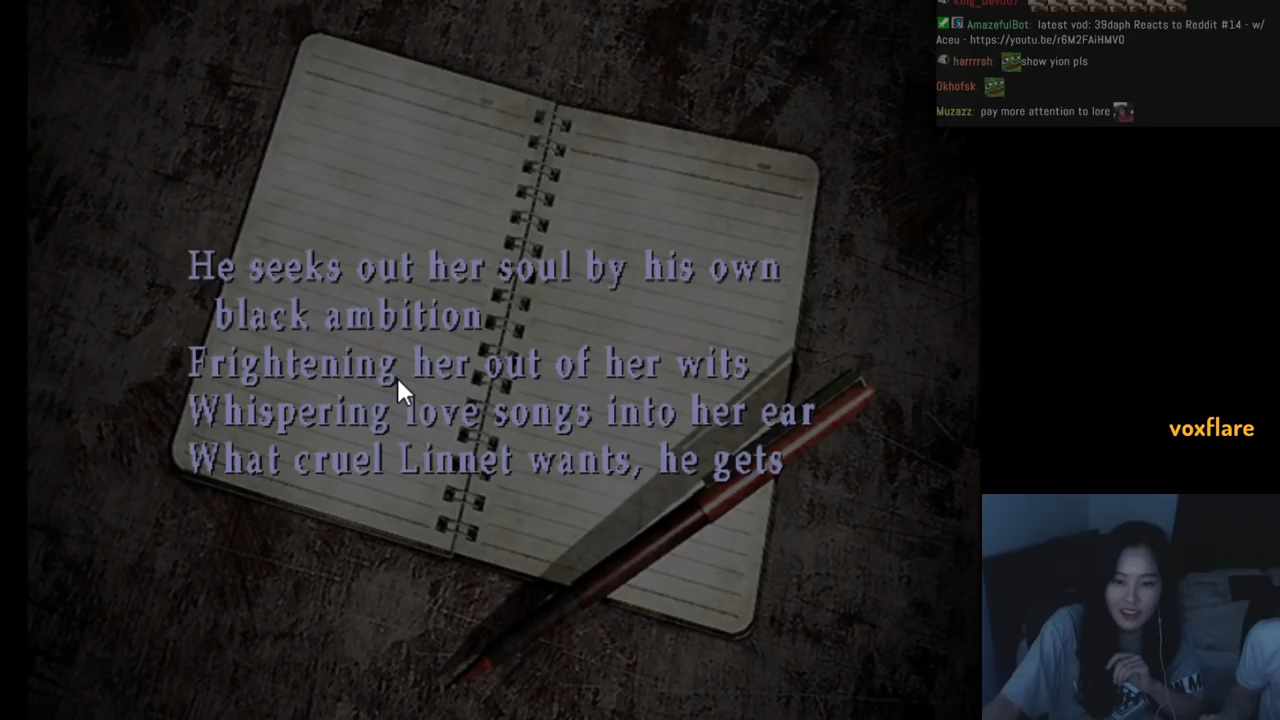 AmazefulBot: latest vod: 39daph Reacts to Reddit #14 - w/
Aceu - https://youtu.be/r6M2FAiHMV0
harrrrsh: show yion pls
Okhofsk:
Muzazz: pay more attention to lore
He seeks out her soul by his own
black ambition
Frightening her out of her wits
Whispering love songs into her ear
What cruel Linnet wants, he gets
voxflare